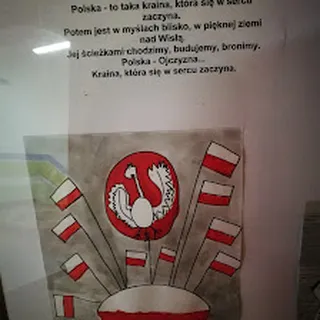 Polska - to taka kraina, która się w sercu
zaczyna.
Potem jest w myślach blisko, w pięknej ziemi
nad Wisłą.
Jej ścieżkami chodzimy, budujemy, bronimy.
Polska - Ojczyzna...
Kraina, która się w sercu zaczyna.